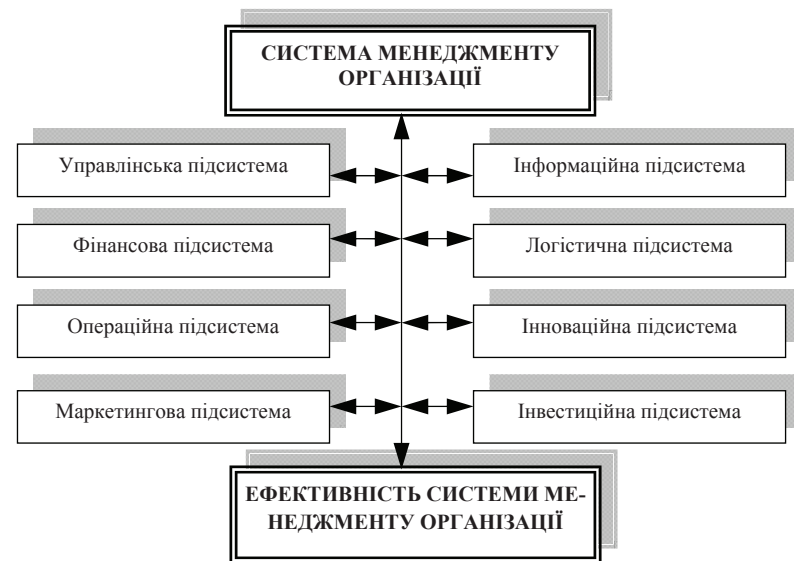 СИСТЕМА МЕНЕДЖМЕНТУ
ОРГАНІЗАЦІЇ
Управлінська підсистема
Інформаційна підсистема
Фінансова підсистема
Логістична підсистема
Операційна підсистема
Інноваційна підсистема
Маркетингова підсистема
Інвестиційна підсистема
ЕФЕКТИВНІСТЬ СИСТЕМИ МЕ-
НЕДЖМЕНТУ ОРГАНІЗАЦІЇ